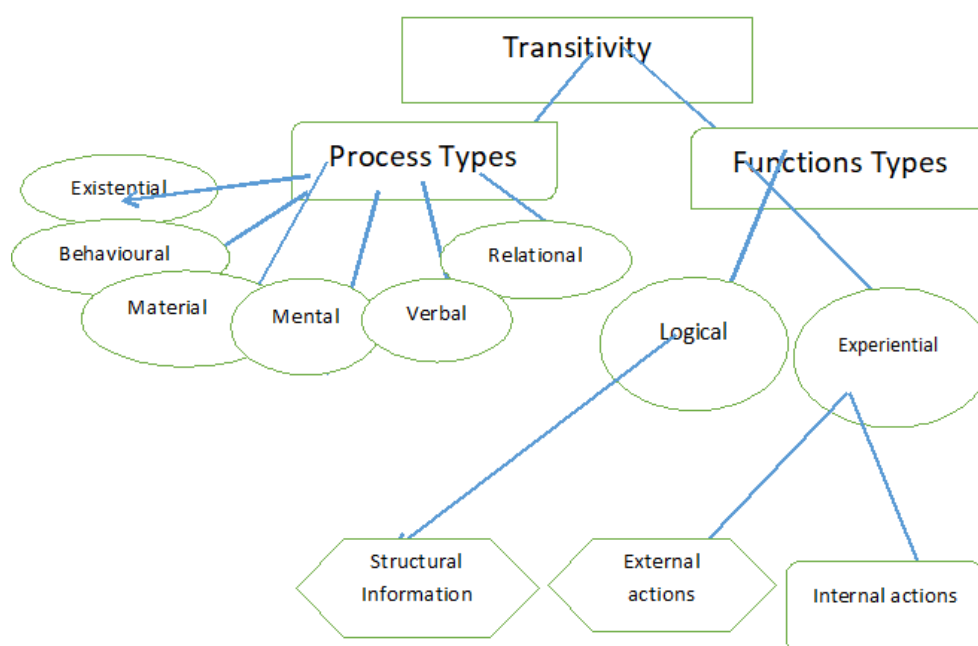 Transitivity
Process Types
Functions Types
Existential
Behavioural
Relational
Material
Mental
Verbal
Logical
Experiential
Structural
Information
External
actions
Internal actions